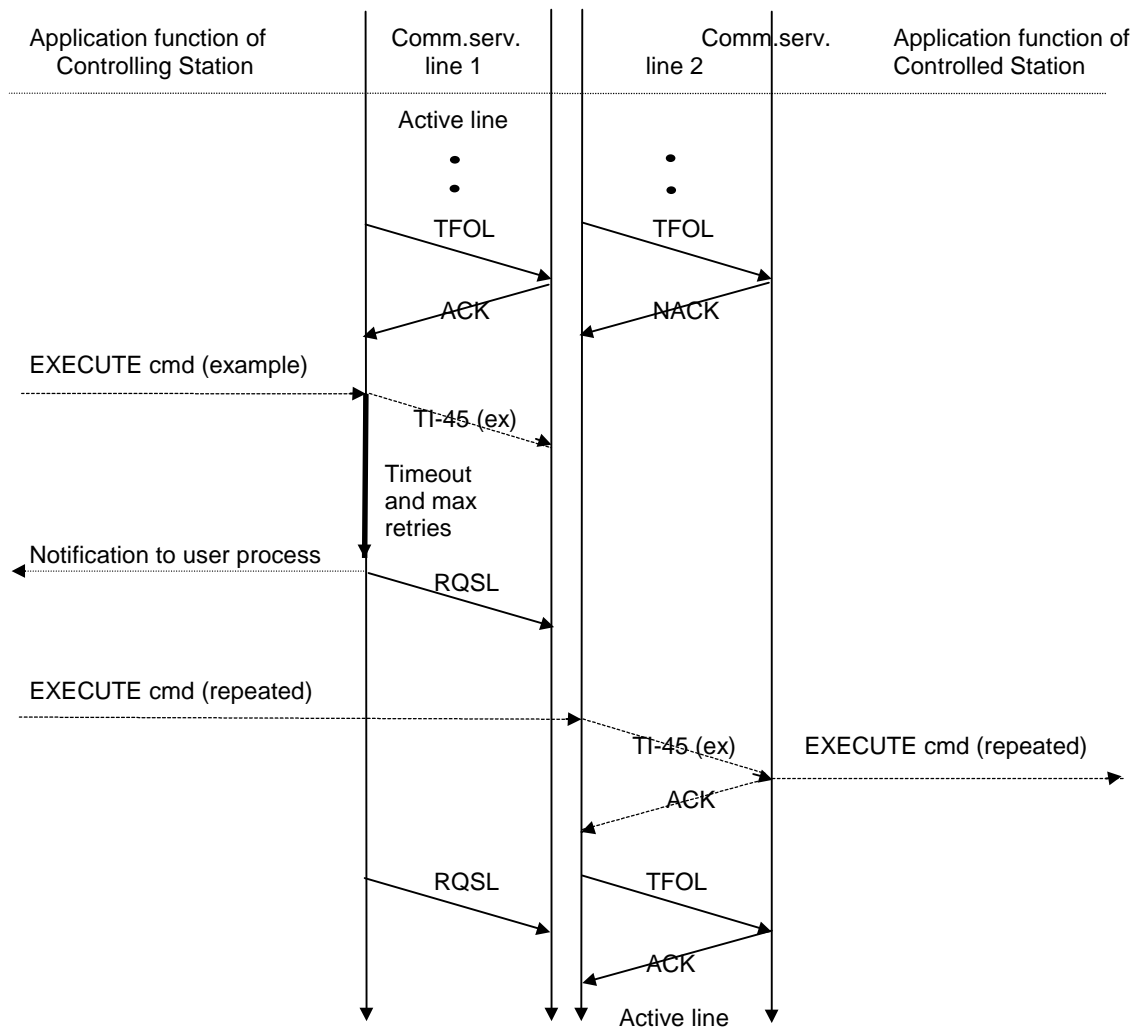 Application function of
Controlling Station
Comm.serv.
line 1
Comm.serv.
line 2
Application function of
Controlled Station
Active line
TFOL
TFOL
ACK
NACK
EXECUTE cmd (example)
TI-45 (ex)
Timeout
and max
retries
Notification to user process
RQSL
EXECUTE cmd (repeated)
TI-45 (ex)
EXECUTE cmd (repeated)
ACK
RQSL
TFOL
ACK
Active line